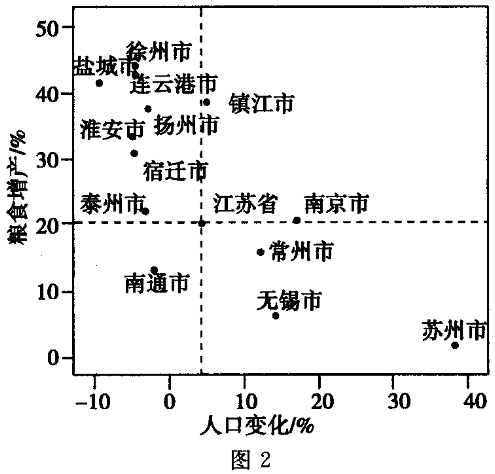 50
40
30
20
10
0
粮食增产/%
徐州市
盐城市
连云港市
镇江市
扬州市
淮安市
宿迁市
泰州市
江苏省
南京市
常州市
南通市
无锡市
苏州市
−10
0
10
20
30
40
人口变化/%
图 2